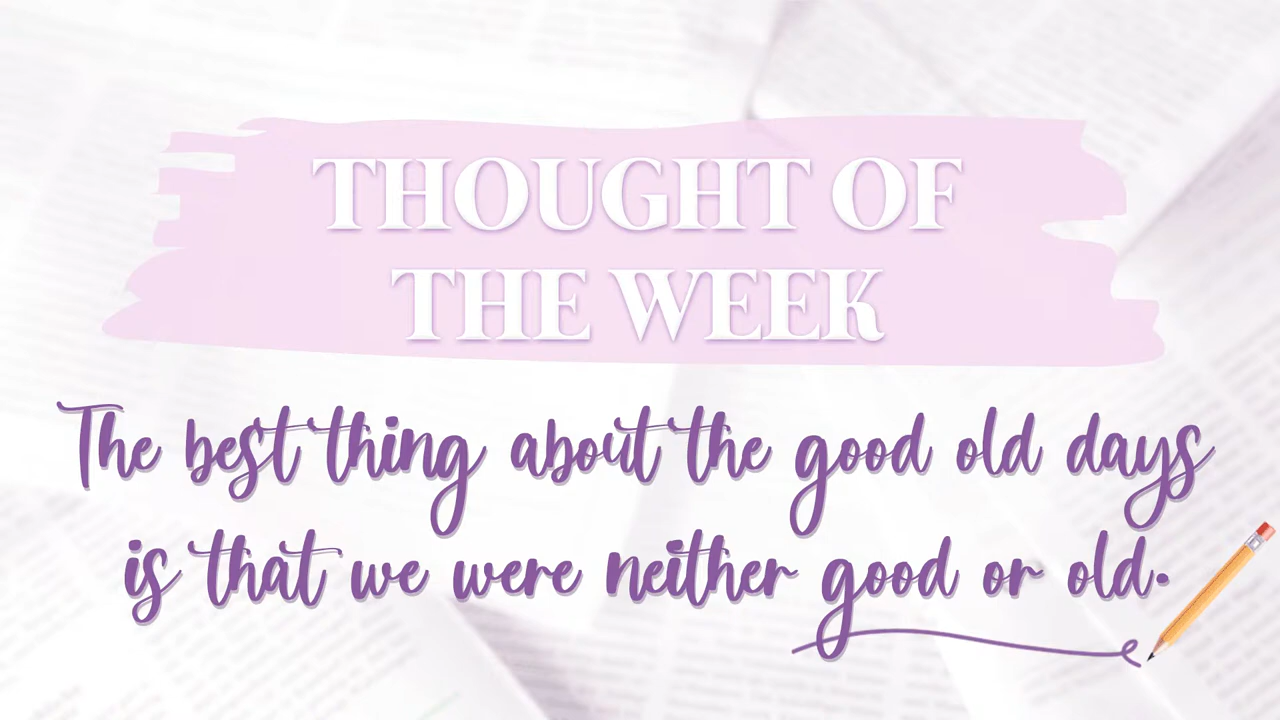 THOUGHT OF
THE WEEK
The best thing about the good old days
is that we were neither good or old.